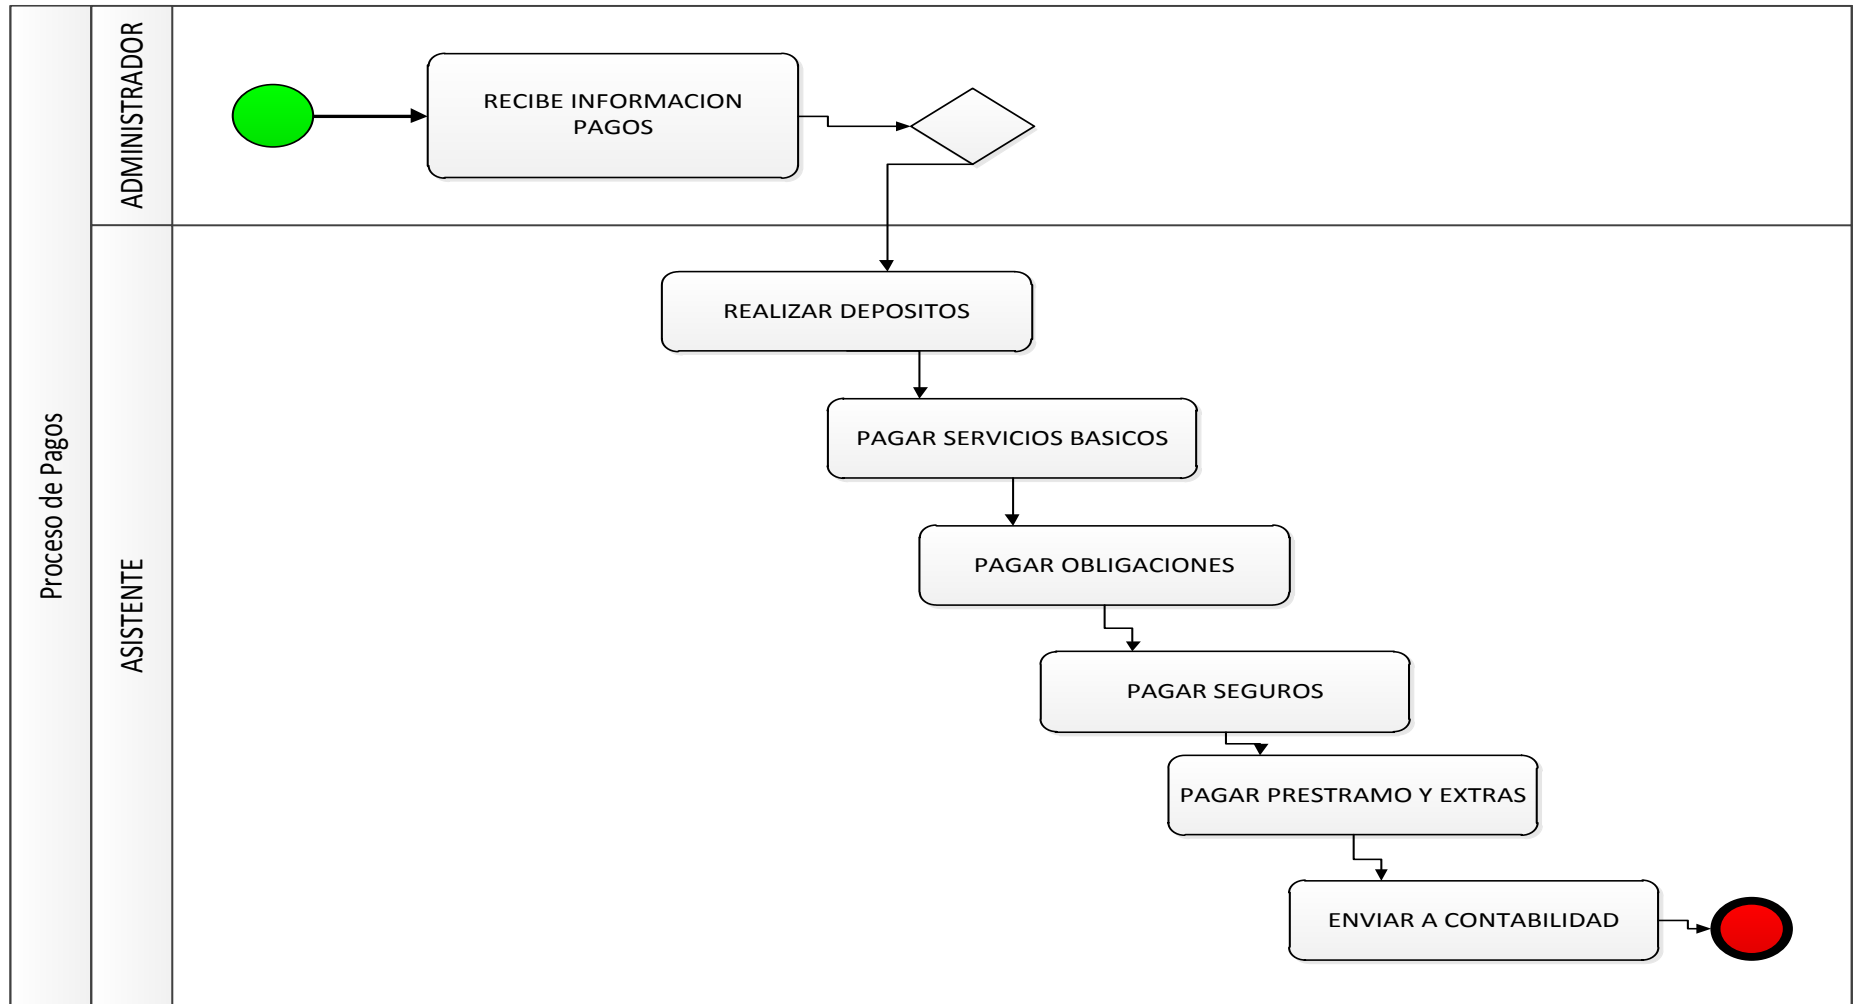 Proceso de Pagos
ADMINISTRADOR
RECIBE INFORMACION
PAGOS
ASISTENTE
REALIZAR DEPOSITOS
PAGAR SERVICIOS BASICOS
PAGAR OBLIGACIONES
PAGAR SEGUROS
PAGAR PRESTRAMO Y EXTRAS
ENVIAR A CONTABILIDAD